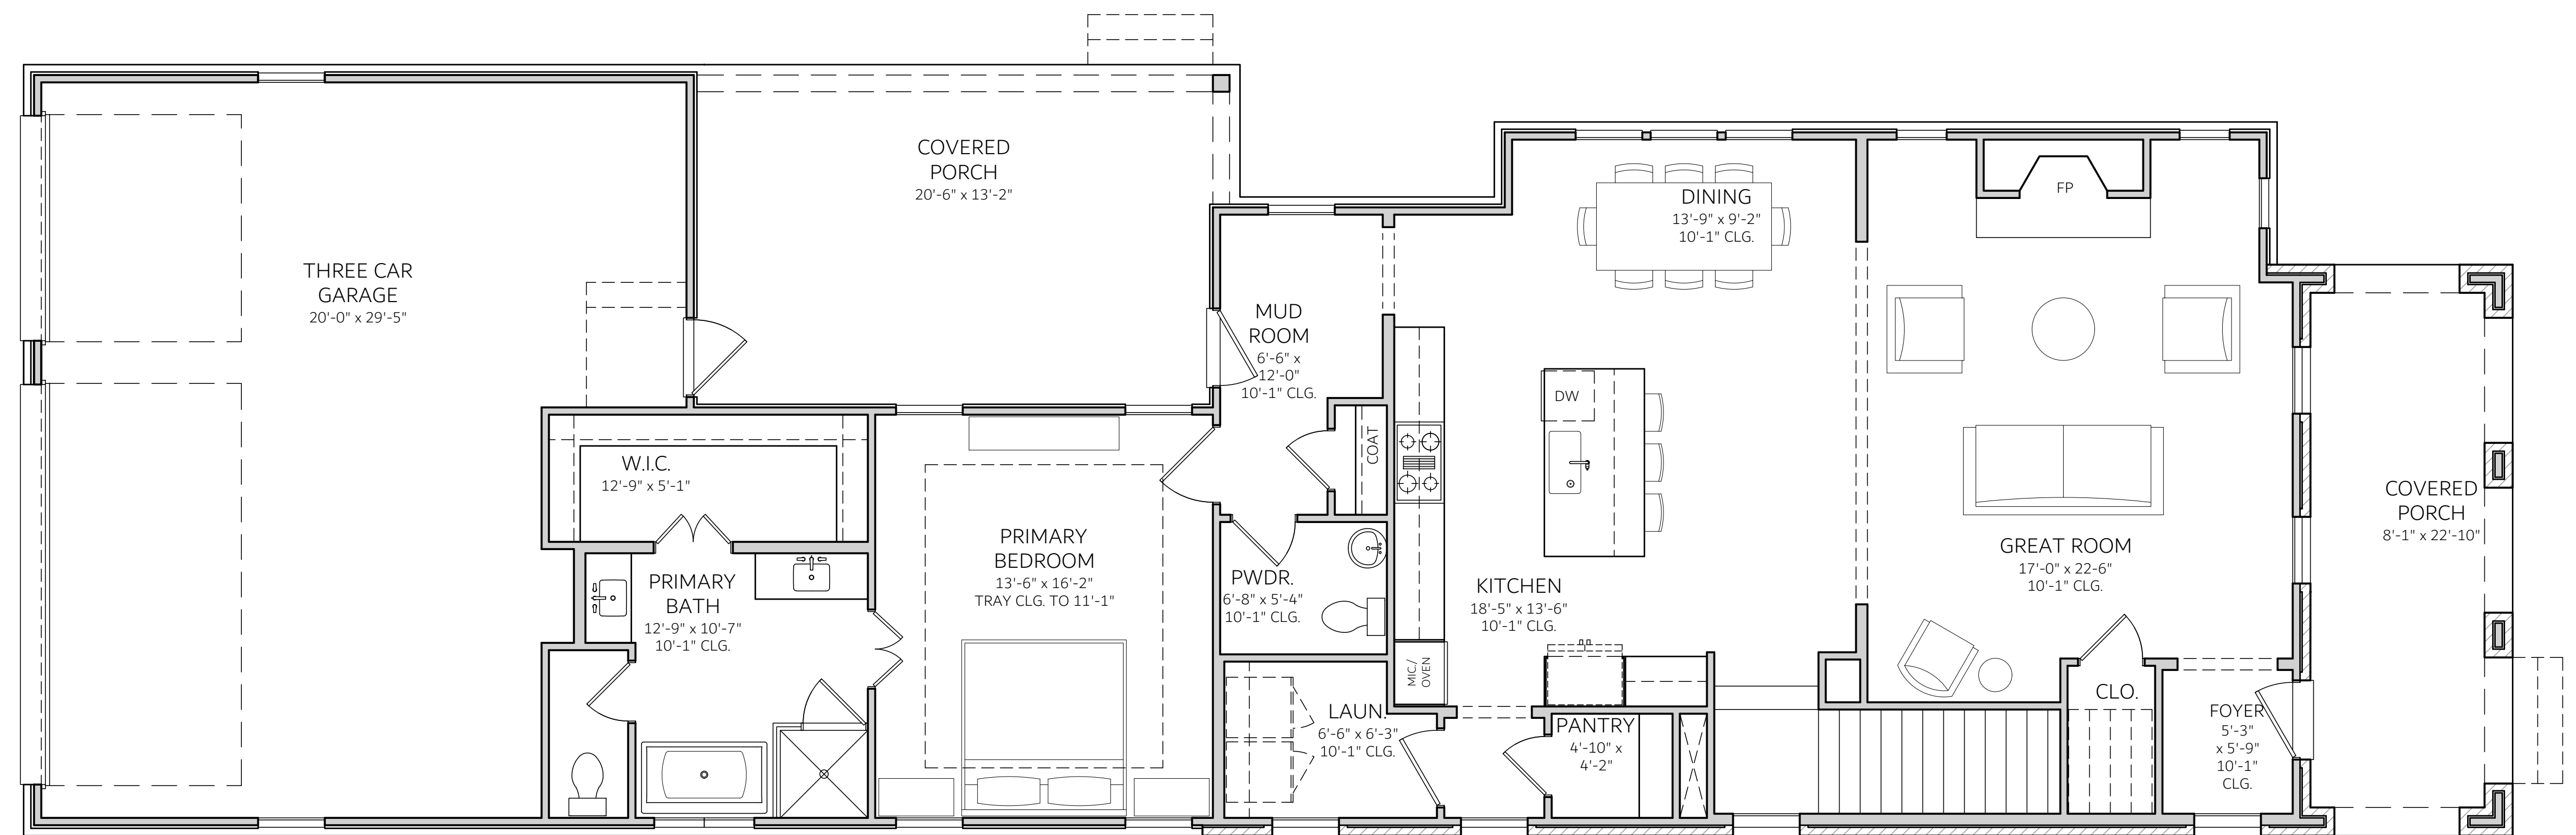 COVERED
PORCH
20'-6" x 13'-2"
THREE CAR
GARAGE
20'-0" x 29'-5"
DINING
13'-9" x 9'-2"
10'-1" CLG.
FP
MUD
ROOM
6'-6" x
12'-0"
10'-1" CLG.
DW
COAT
W.I.C.
12'-9" x 5'-1"
PRIMARY
BEDROOM
13'-6" x 16'-2"
TRAY CLG. TO 11'-1"
PRIMARY
BATH
12'-9" x 10'-7"
10'-1" CLG.
PWDR.
6'-8" x 5'-4"
10'-1" CLG.
KITCHEN
18'-5" x 13'-6"
10'-1" CLG.
GREAT ROOM
17'-0" x 22-6"
10'-1" CLG.
COVERED
PORCH
8'-1" x 22'-10"
MIC./
OVEN
LAUN.
6'-6" x 6'-3"
10'-1" CLG.
PANTRY
4'-10" x
4'-2"
CLO.
FOYER
5'-3"
x 5'-9"
10'-1"
CLG.